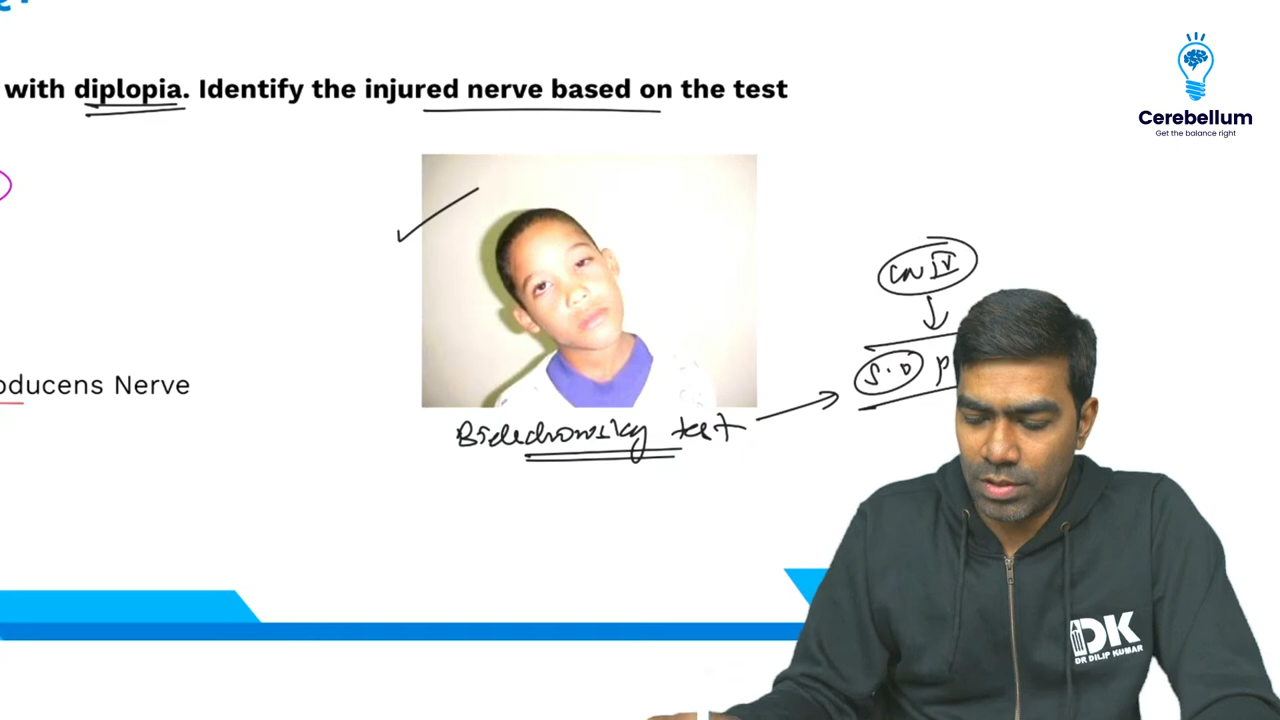 with diplopia. Identify the injured nerve based on the test
Cerebellum
Get the balance right
CN IV
S.O P
oducens Nerve
Bielschowsky test
DK
DR DILIP KUMAR